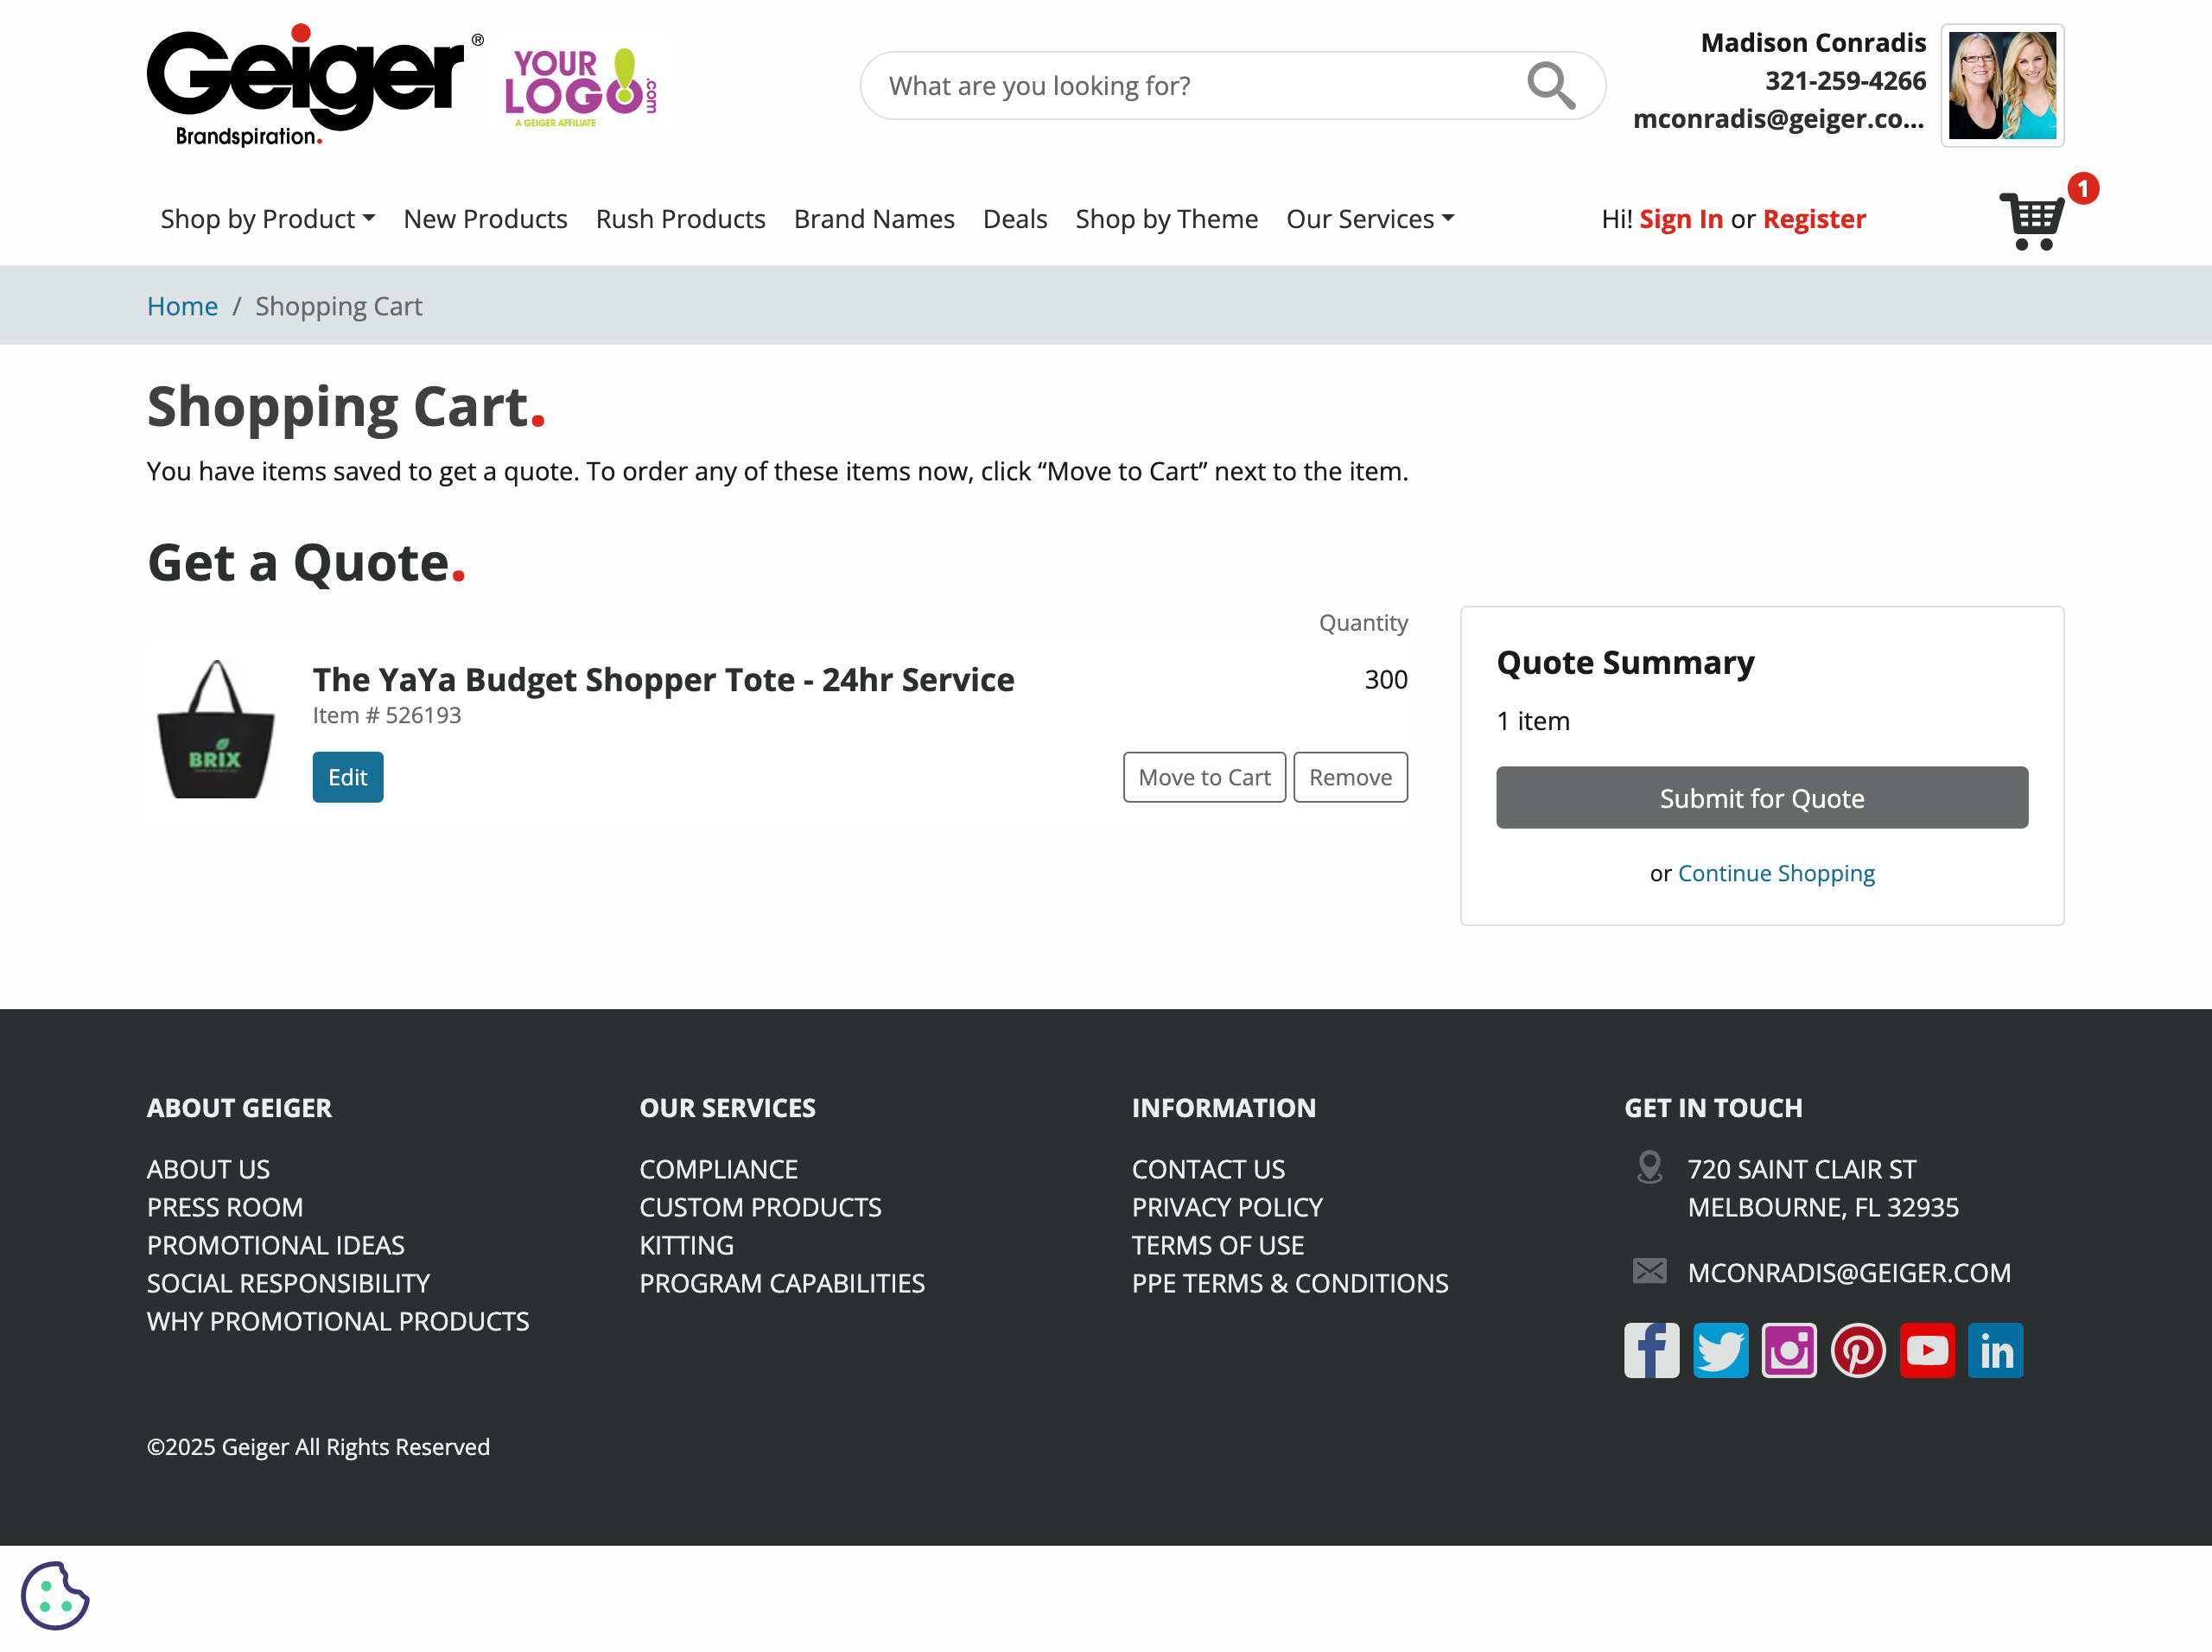 Geiger®
Brandspiration.
YOUR
LOGO!.com
A GEIGER AFFILIATE
What are you looking for?
Madison Conradis
321-259-4266
mconradis@geiger.co...
Shop by Product
New Products
Rush Products
Brand Names
Deals
Shop by Theme
Our Services
Hi! Sign In or Register
1
Home / Shopping Cart
Shopping Cart.
You have items saved to get a quote. To order any of these items now, click “Move to Cart” next to the item.
Get a Quote.
Quantity
BRIX
The YaYa Budget Shopper Tote - 24hr Service
300
Item # 526193
Edit
Move to Cart
Remove
Quote Summary
1 item
Submit for Quote
or Continue Shopping
ABOUT GEIGER
ABOUT US
PRESS ROOM
PROMOTIONAL IDEAS
SOCIAL RESPONSIBILITY
WHY PROMOTIONAL PRODUCTS
OUR SERVICES
COMPLIANCE
CUSTOM PRODUCTS
KITTING
PROGRAM CAPABILITIES
INFORMATION
CONTACT US
PRIVACY POLICY
TERMS OF USE
PPE TERMS & CONDITIONS
GET IN TOUCH
720 SAINT CLAIR ST
MELBOURNE, FL 32935
MCONRADIS@GEIGER.COM
©2025 Geiger All Rights Reserved